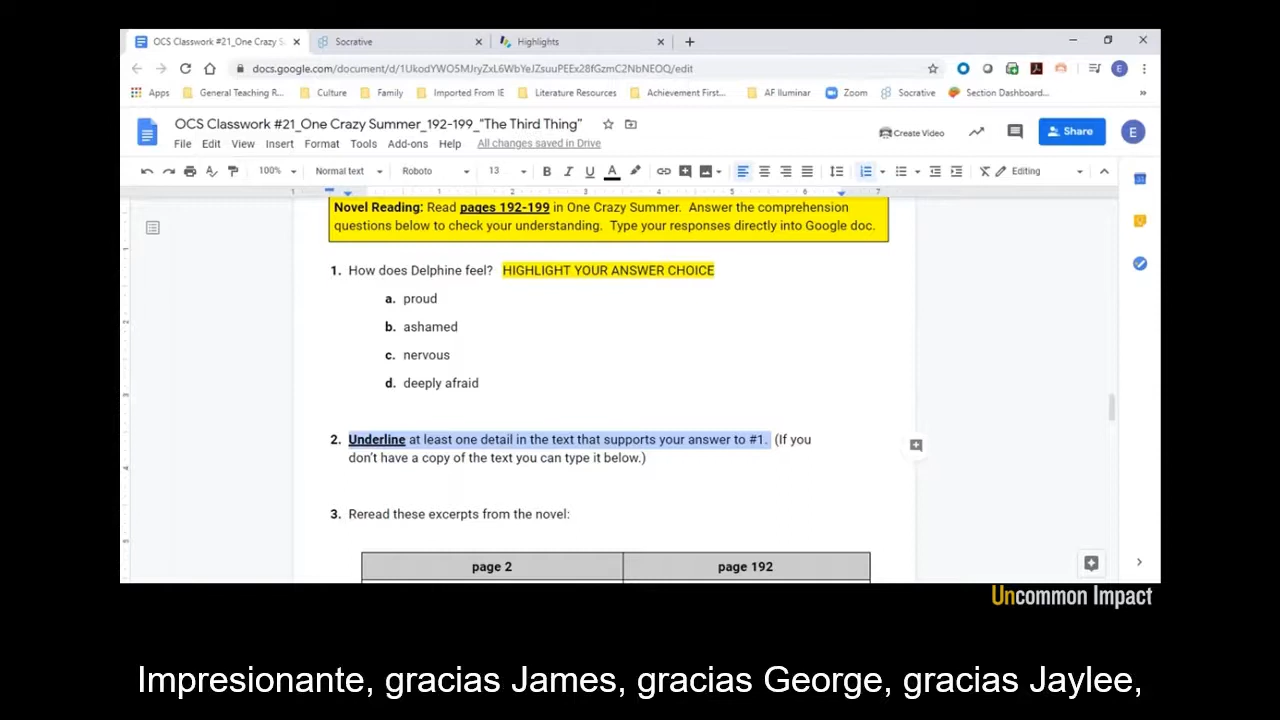 OCS Classwork #21_One Crazy S
Socrative
Highlights
docs.google.com/document/d/1UkodYWO5MJryZxL6WbYeJZsuuPEEx28fGzmC2NbNEOQ/edit
Apps
General Teaching R...
Culture
Family
Imported From IE
Literature Resources
Achievement First...
AF Iluminar
Zoom
Socrative
Section Dashboard...
OCS Classwork #21_One Crazy Summer_192-199_"The Third Thing"
Create Video
Share
E
File Edit View Insert Format Tools Add-ons Help All changes saved in Drive
100% Normal text Roboto 13 B I U A Editing
Novel Reading: Read pages 192-199 in One Crazy Summer. Answer the comprehension
questions below to check your understanding. Type your responses directly into Google doc.
1. How does Delphine feel? HIGHLIGHT YOUR ANSWER CHOICE
a. proud
b. ashamed
c. nervous
d. deeply afraid
2. Underline at least one detail in the text that supports your answer to #1. (If you
don't have a copy of the text you can type it below.)
3. Reread these excerpts from the novel:
page 2 page 192
Uncommon Impact
Impresionante, gracias James, gracias George, gracias Jaylee,